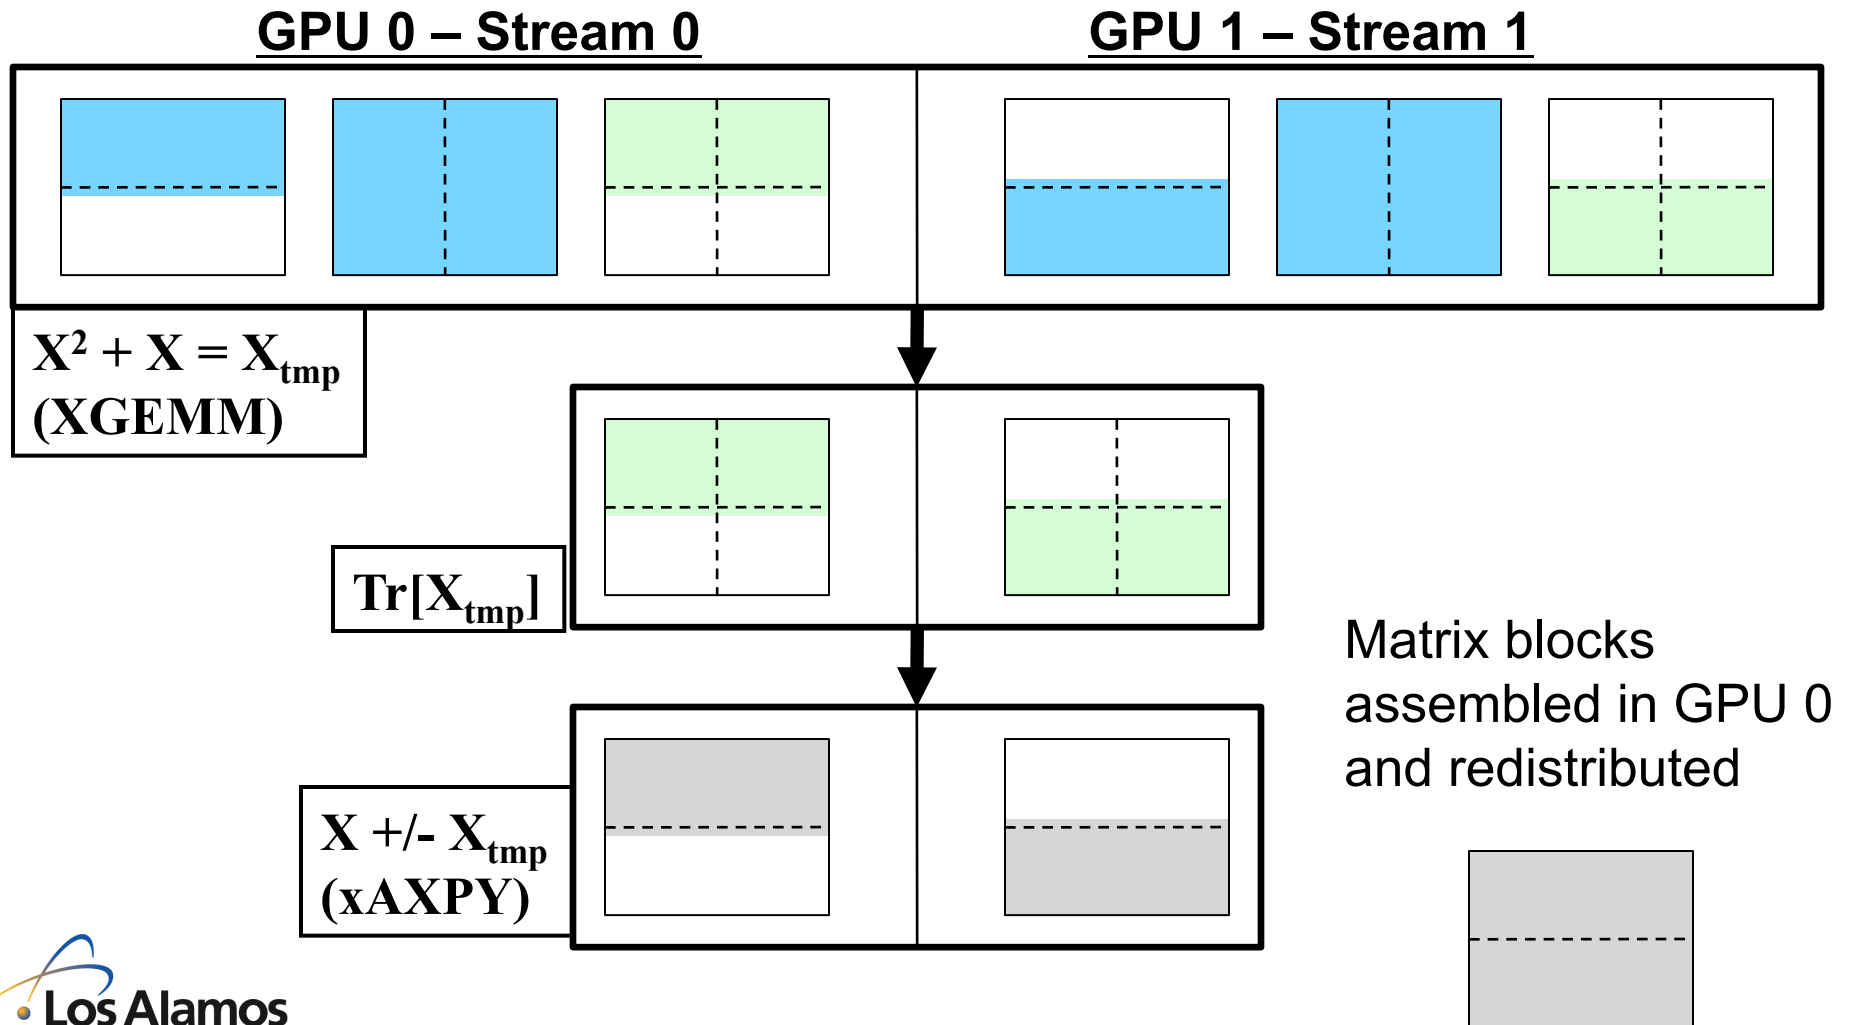 GPU 0 – Stream 0
GPU 1 – Stream 1
X² + X = Xtmp
(XGEMM)
Tr[Xtmp]
Matrix blocks
assembled in GPU 0
and redistributed
X +/- Xtmp
(xAXPY)
Los Alamos